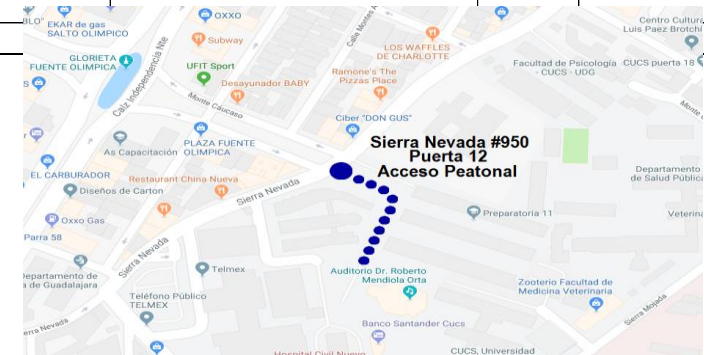 BLO"
EKAR de gas
SALTO OLIMPICO
OXXO
Subway
Calle Montes
Centro Cultura
Luis Paez Brotchi
GLORIETA
FUENTE OLIMPICA
Calz Independencia Nte
UFIT Sport
LOS WAFFLES
DE CHARLOTTE
Facultad de Psicología
- CUCS - UDG
CUCS puerta 18
S
Desayunador BABY
Ramone's The
Pizzas Place
Monte Cáucaso
Monte
Ciber "DON GUS"
As Capacitación
PLAZA FUENTE
OLIMPICA
Sierra Nevada #950
Puerta 12
Acceso Peatonal
EL CARBURADOR
Restaurant China Nueva
Diseños de Carton
Sierra Nevada
Departamento
de Salud Pública
Oxxo Gas
Preparatoria 11
Veterina
Parra 58
Sierra Nevada
Departamento de
a de Guadalajara
Telmex
Auditorio Dr. Roberto
Mendiola Orta
Zooterio Facultad de
Medicina Veterinaria
Teléfono Público
TELMEX
Sierra Mojada
erra Nevada
Banco Santander Cucs
Hospital Civil Nuevo
CUCS, Universidad